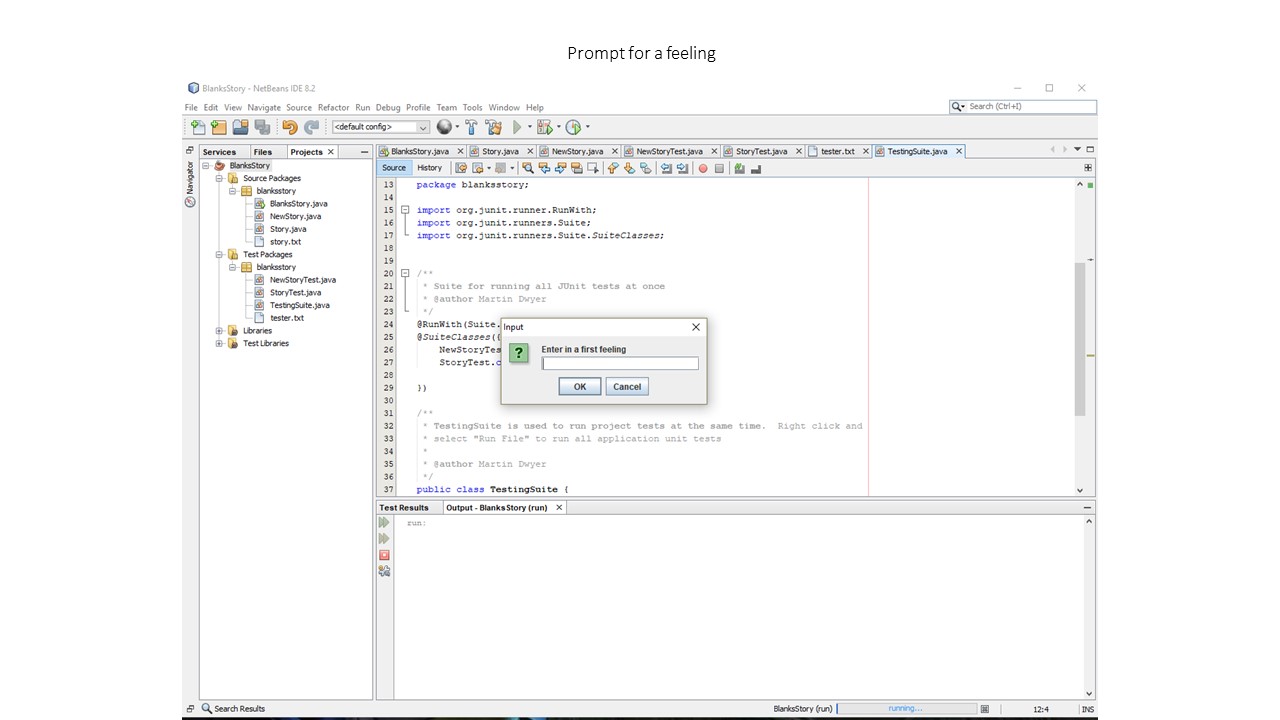 Prompt for a feeling
BlanksStory - NetBeans IDE 8.2
File Edit View Navigate Source Refactor Run Debug Profile Team Tools Window Help
Search (Ctrl+I)
<default config>
Services Files Projects
BlanksStory.java Story.java NewStory.java NewStoryTest.java StoryTest.java tester.txt TestingSuite.java
Navigator
Source History
BlanksStory
Source Packages
blanksstory
BlanksStory.java
NewStory.java
Story.java
story.txt
Test Packages
blanksstory
NewStoryTest.java
StoryTest.java
TestingSuite.java
tester.txt
Libraries
Test Libraries
13 package blanksstory;
14
15 import org.junit.runner.RunWith;
16 import org.junit.runners.Suite;
17 import org.junit.runners.Suite.SuiteClasses;
18
19
20 /**
21 * Suite for running all JUnit tests at once
22 * @author Martin Dwyer
23 */
24 @RunWith(Suite.
25 @SuiteClasses({
26 NewStoryTes
27 StoryTest.c
28
29 })
30
31 /**
32 * TestingSuite is used to run project tests at the same time. Right click and
33 * select "Run File" to run all application unit tests
34 *
35 * @author Martin Dwyer
36 */
37 public class TestingSuite {
Input
Enter in a first feeling
OK Cancel
Test Results Output - BlanksStory (run)
run:
Search Results
BlanksStory (run) running... 12:4 INS